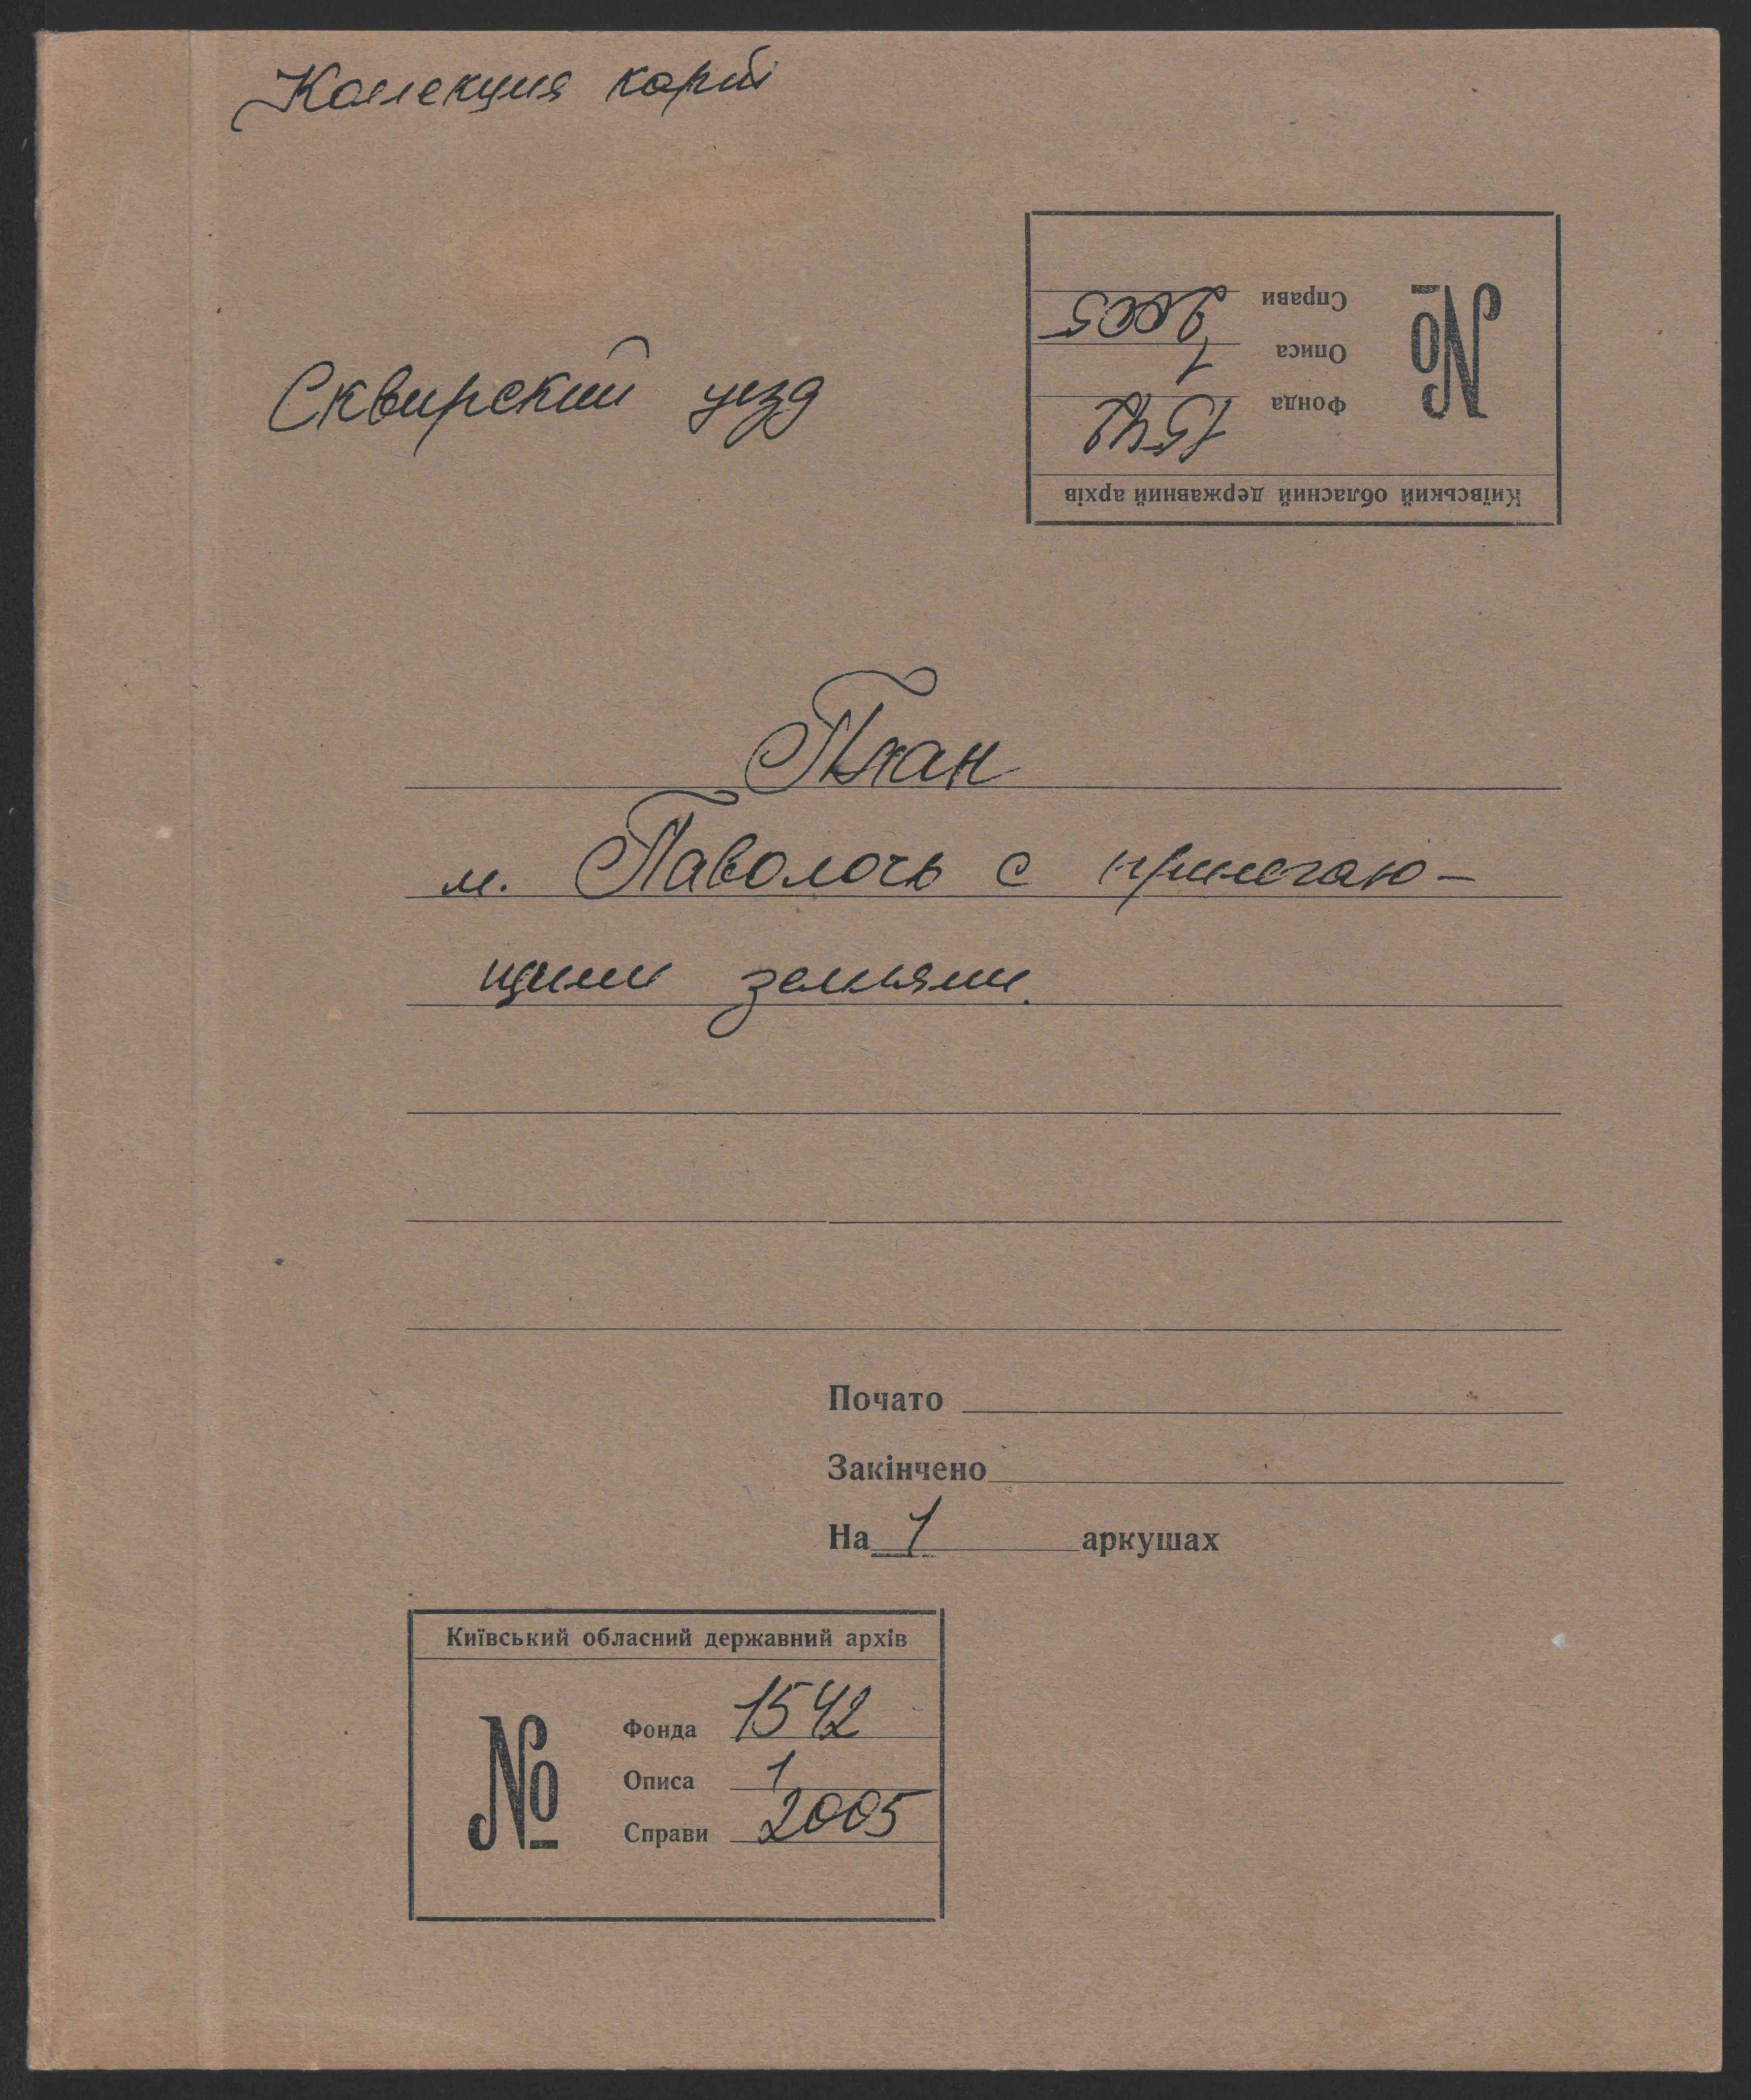 Колекция карт
Сквирский уезд
Київський обласний державний архів
№
Фонда 1542
Описа 1
Справи 2005
План
м. Паволочь с прилегаю-
щими землями.
Почато
Закінчено
На 1 аркушах
Київський обласний державний архів
№
Фонда 1542
Описа 1
Справи 2005